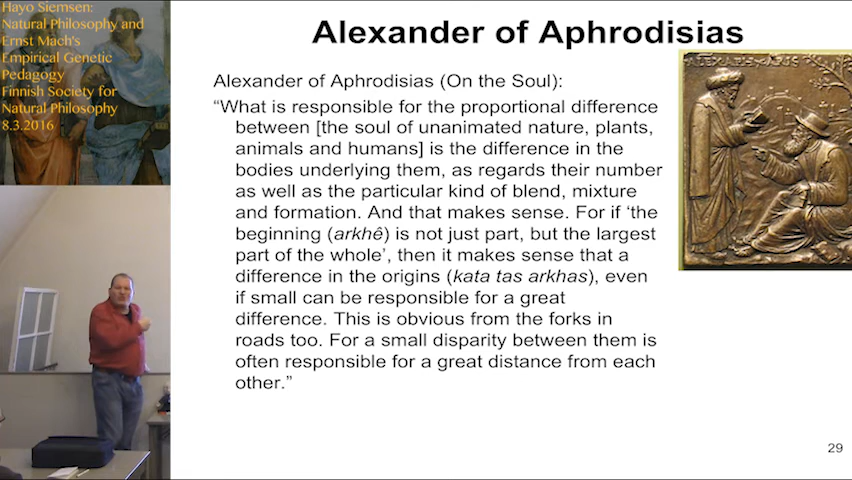 Hayo Siemsen:
Natural Philosophy and
Ernst Mach's
Empirical Genetic
Pedagogy
Finnish Society for
Natural Philosophy
8.3.2016
Alexander of Aphrodisias
Alexander of Aphrodisias (On the Soul):
“What is responsible for the proportional difference
between [the soul of unanimated nature, plants,
animals and humans] is the difference in the
bodies underlying them, as regards their number
as well as the particular kind of blend, mixture
and formation. And that makes sense. For if ‘the
beginning (arkhê) is not just part, but the largest
part of the whole’, then it makes sense that a
difference in the origins (kata tas arkhas), even
if small can be responsible for a great
difference. This is obvious from the forks in
roads too. For a small disparity between them is
often responsible for a great distance from each
other.”
29